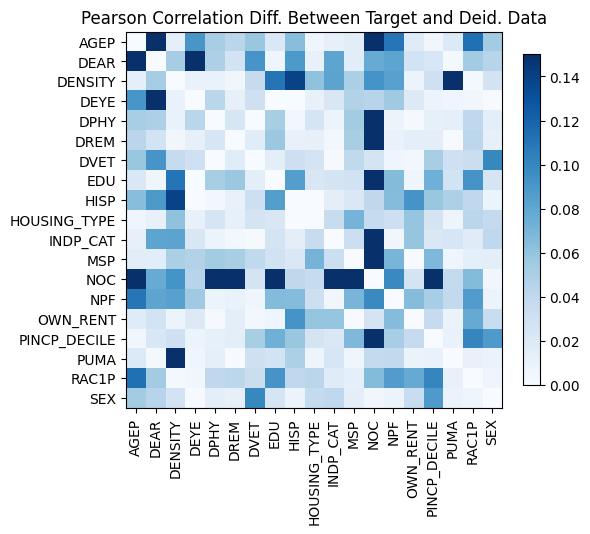 Pearson Correlation Diff. Between Target and Deid. Data
AGEP
DEAR
DENSITY
DEYE
DPHY
DREM
DVET
EDU
HISP
HOUSING_TYPE
INDP_CAT
MSP
NOC
NPF
OWN_RENT
PINCP_DECILE
PUMA
RAC1P
SEX
AGEP
DEAR
DENSITY
DEYE
DPHY
DREM
DVET
EDU
HISP
HOUSING_TYPE
INDP_CAT
MSP
NOC
NPF
OWN_RENT
PINCP_DECILE
PUMA
RAC1P
SEX
0.14
0.12
0.10
0.08
0.06
0.04
0.02
0.00